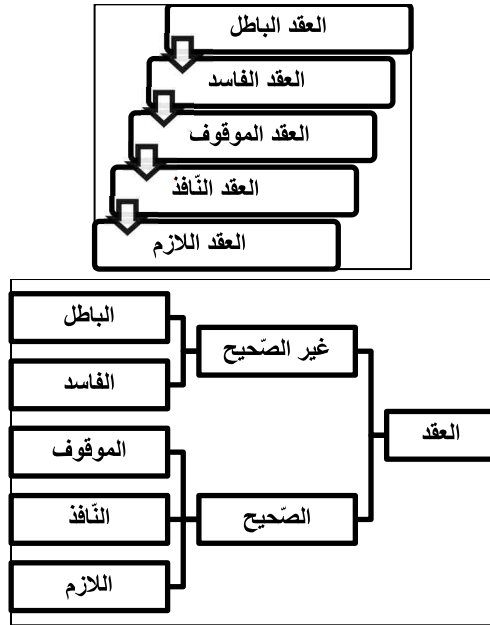 العقد الباطل
العقد الفاسد
العقد الموقوف
العقد النّافذ
العقد اللازم
العقد
غير الصّحيح
الباطل
الفاسد
الصّحيح
الموقوف
النّافذ
اللازم